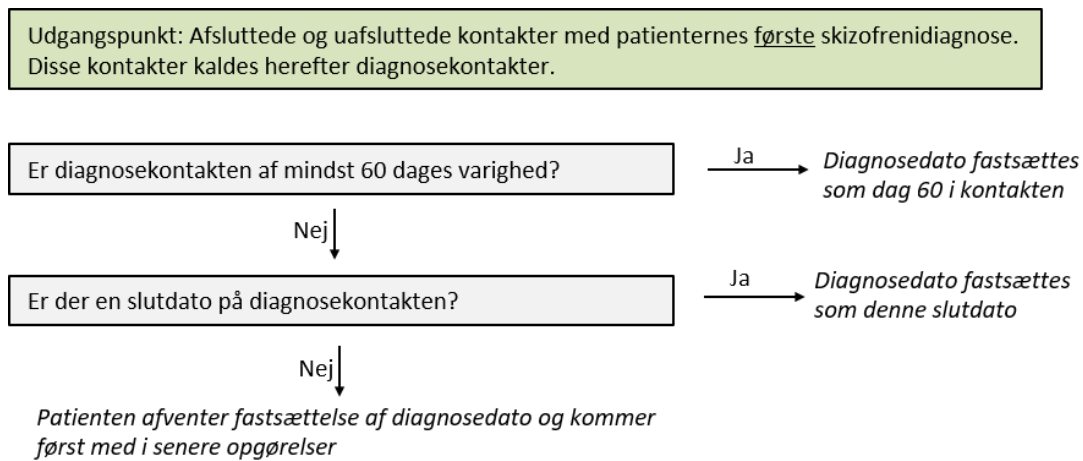 Udgangspunkt: Afsluttede og uafsluttede kontakter med patienternes første skizofrenidiagnose.
Disse kontakter kaldes herefter diagnosekontakter.
Er diagnosekontakten af mindst 60 dages varighed?
Ja
Diagnosedato fastsættes
som dag 60 i kontakten
Nej
Er der en slutdato på diagnosekontakten?
Ja
Diagnosedato fastsættes
som denne slutdato
Nej
Patienten afventer fastsættelse af diagnosedato og kommer
først med i senere opgørelser